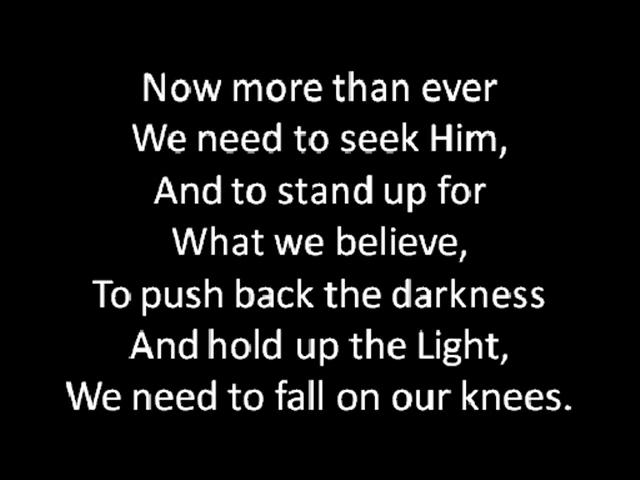 Now more than ever
We need to seek Him,
And to stand up for
What we believe,
To push back the darkness
And hold up the Light,
We need to fall on our knees.